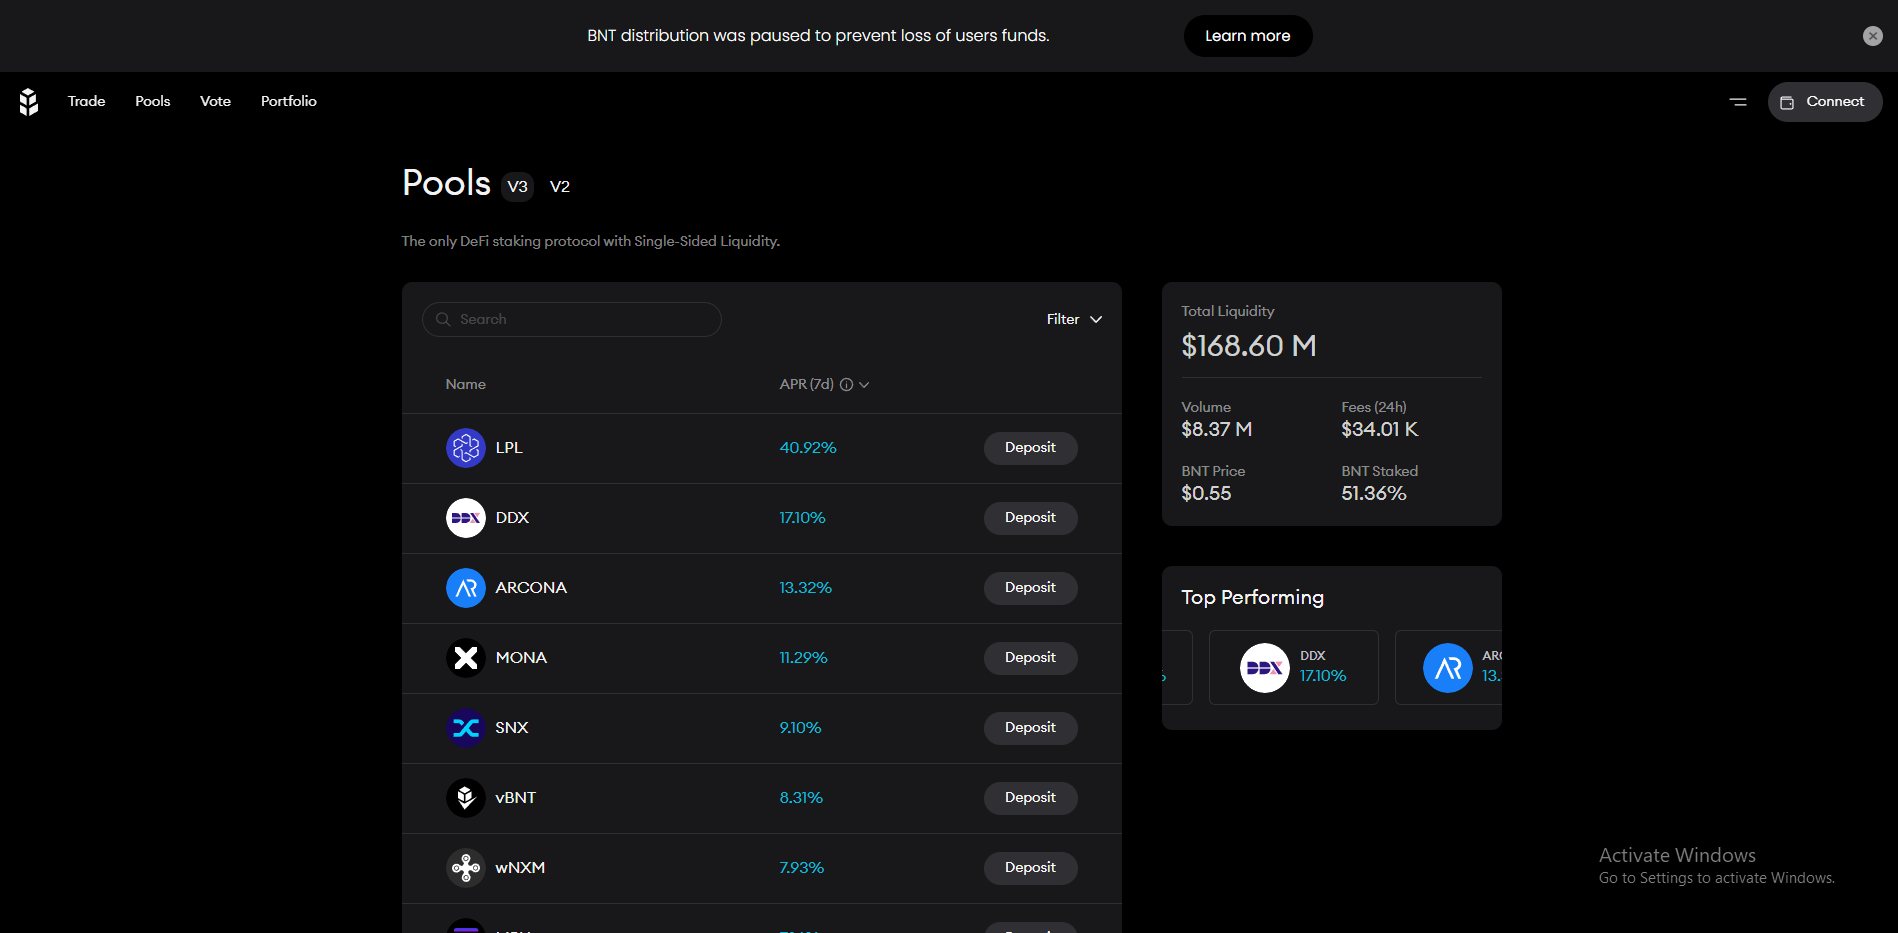 BNT distribution was paused to prevent loss of users funds. Learn more
Trade Pools Vote Portfolio Connect
Pools V3 V2
The only DeFi staking protocol with Single-Sided Liquidity.
Search Filter
Name APR (7d)
LPL 40.92% Deposit
DDX 17.10% Deposit
ARCONA 13.32% Deposit
MONA 11.29% Deposit
SNX 9.10% Deposit
vBNT 8.31% Deposit
wNXM 7.93% Deposit
Total Liquidity
$168.60 M
Volume Fees (24h)
$8.37 M $34.01 K
BNT Price BNT Staked
$0.55 51.36%
Top Performing
DDX
DDX
17.10%
AR
Activate Windows
Go to Settings to activate Windows.